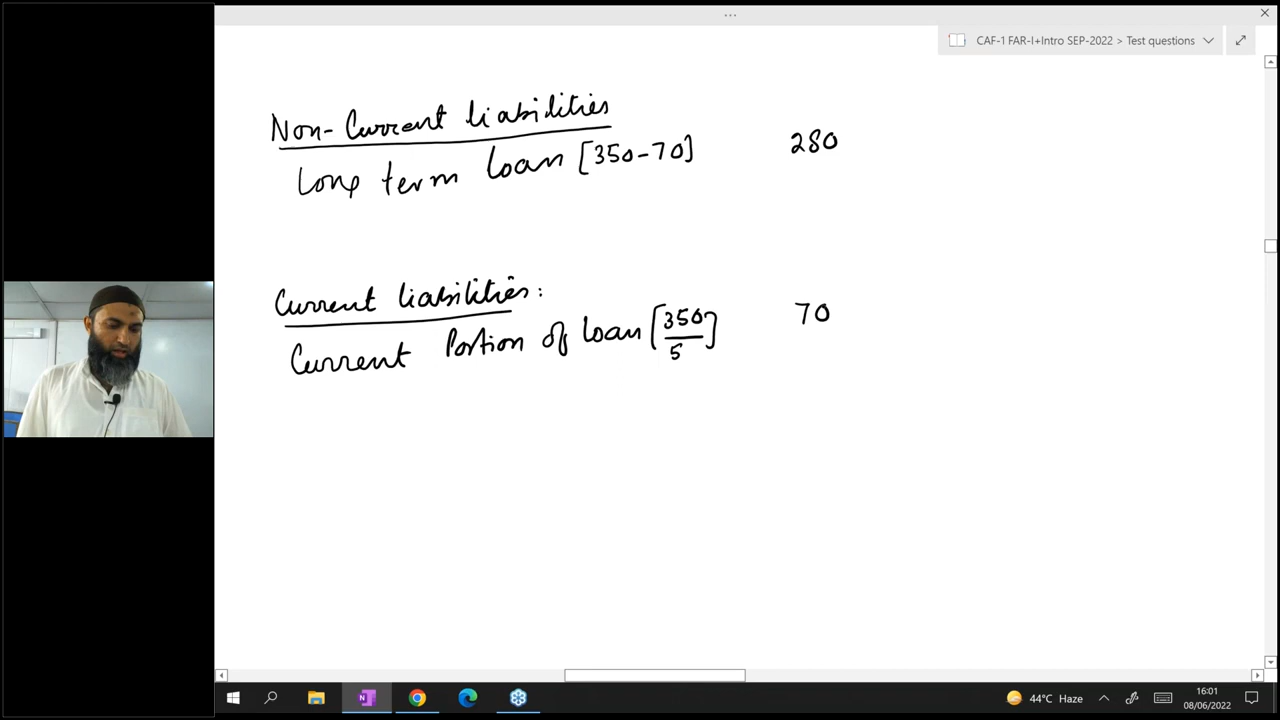 CAF-1 FAR-I+Intro SEP-2022 > Test questions
Non-Current liabilities
Long term loan [350-70] 280
Current liabilities:
Current Portion of loan [350/5] 70
44°C Haze
16:01
08/06/2022